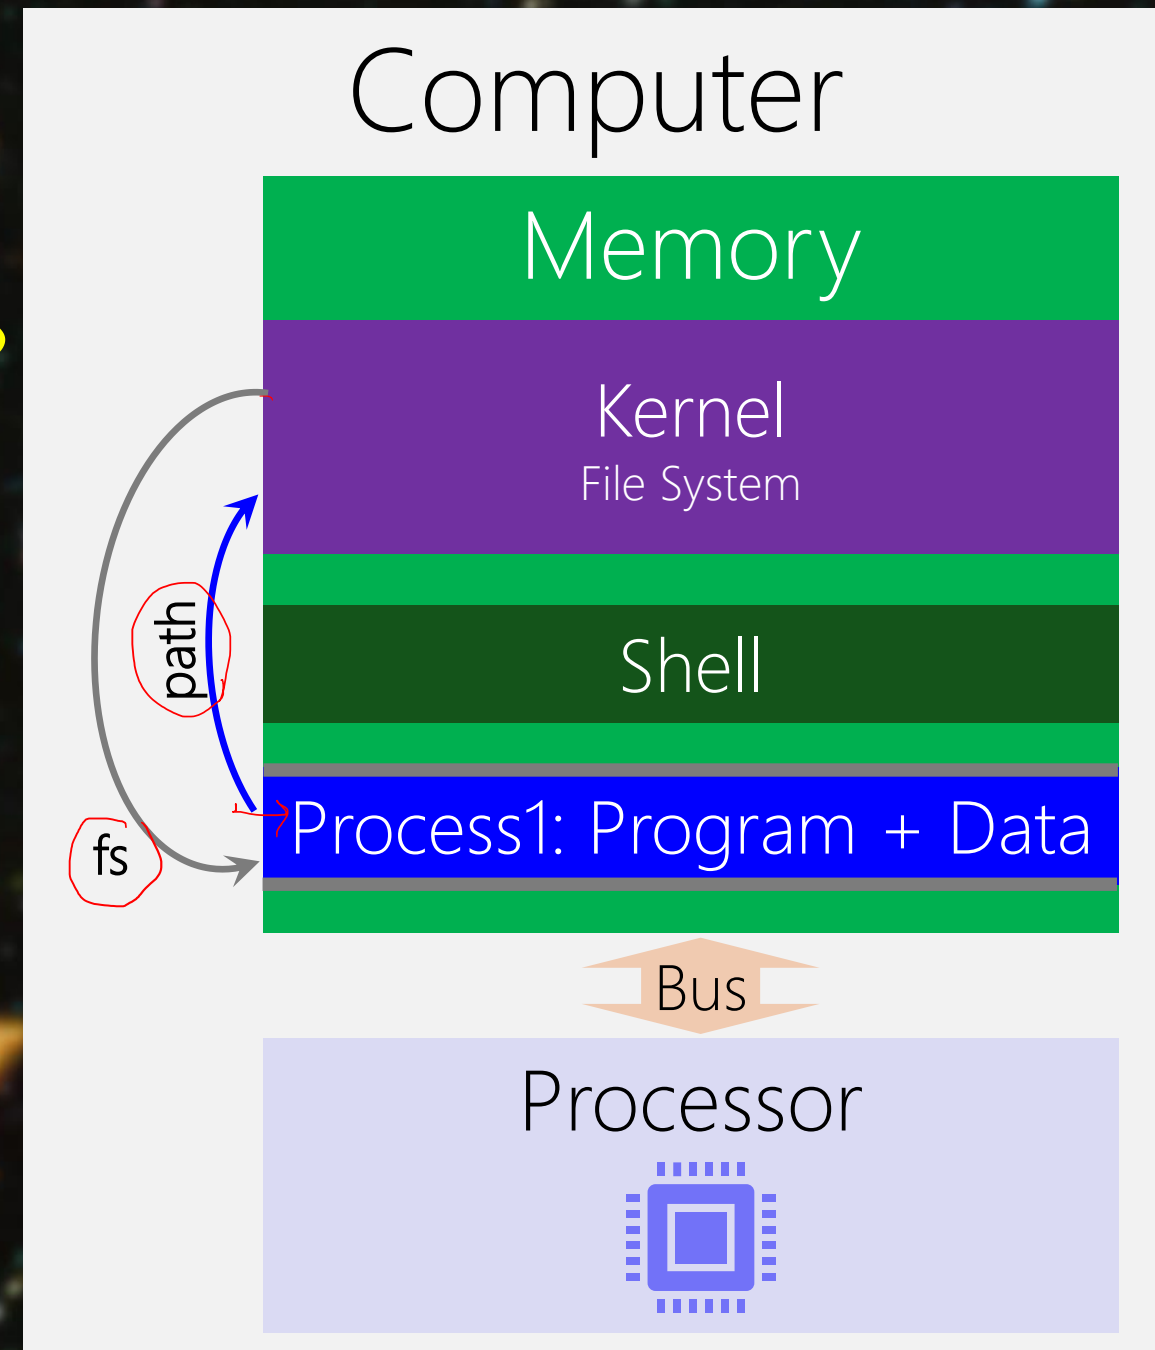 Computer
Memory
Kernel
File System
path
Shell
Process1: Program + Data
fs
Bus
Processor